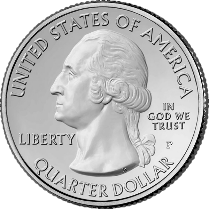 UNITED STATES OF AMERICA
LIBERTY
IN
GOD WE
TRUST
P
QUARTER DOLLAR